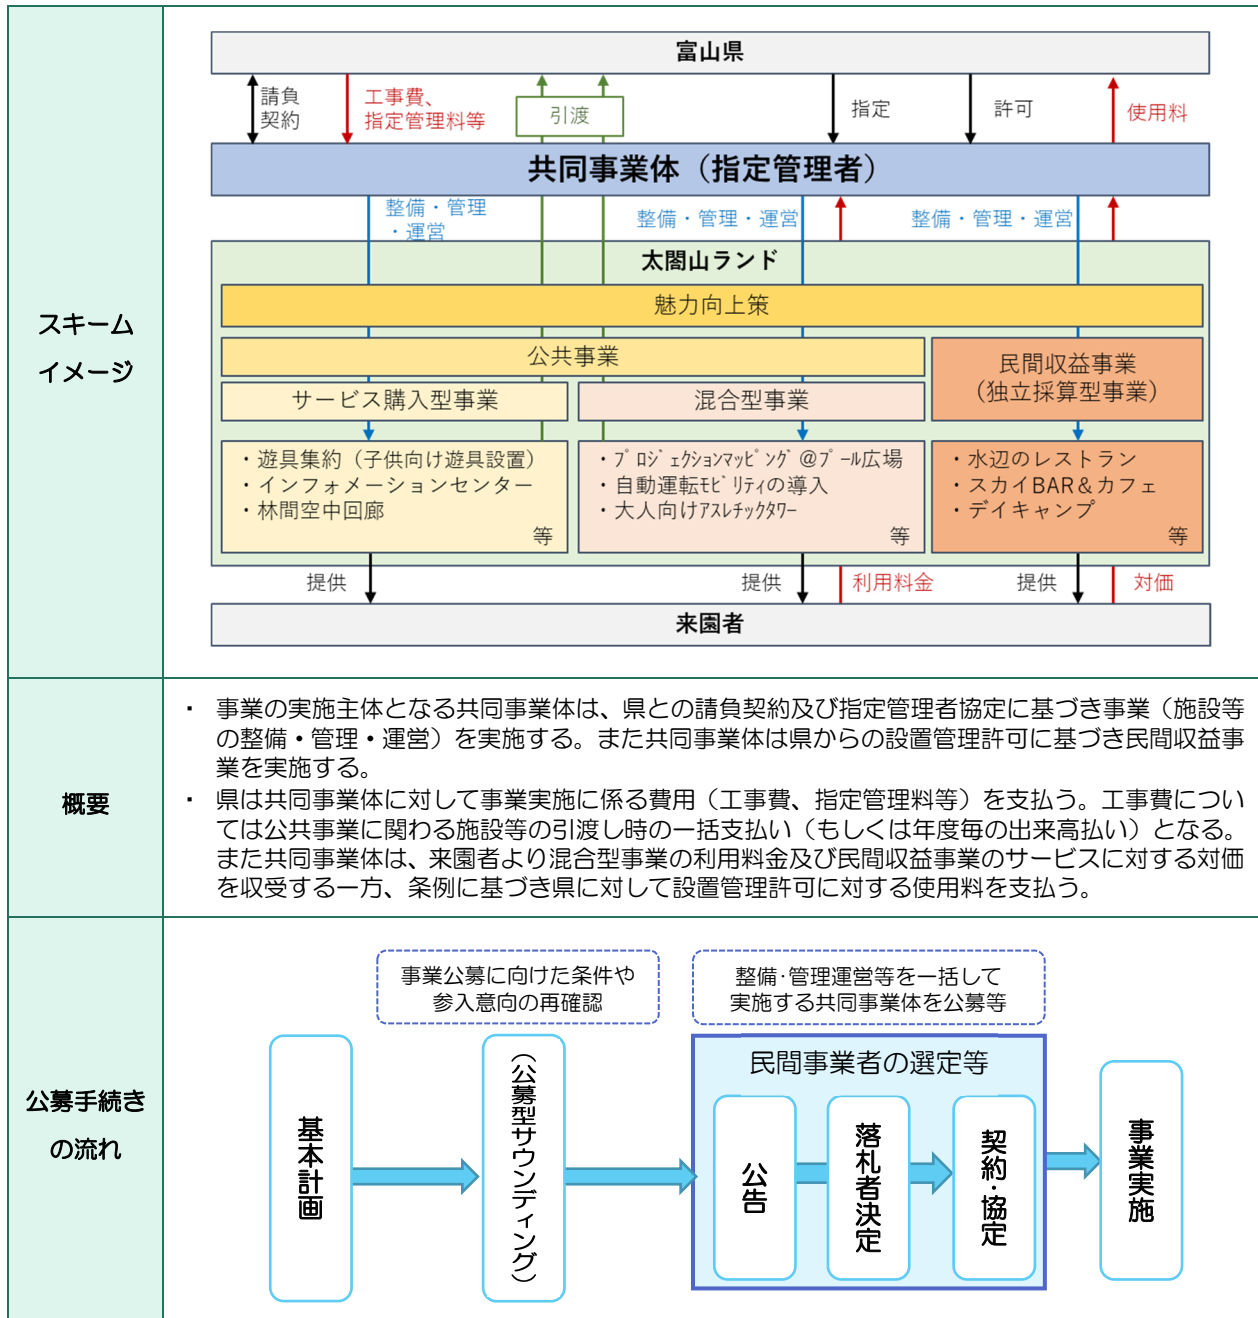 スキーム
イメージ
富山県
請負
契約
工事費、
指定管理料等
引渡
指定
許可
使用料
共同事業体（指定管理者）
整備・管理
・運営
整備・管理・運営
整備・管理・運営
太閤山ランド
魅力向上策
公共事業
民間収益事業
(独立採算型事業)
サービス購入型事業
混合型事業
・遊具集約（子供向け遊具設置）
・インフォメーションセンター
・林間空中回廊
等
・ﾌﾟﾛｼﾞｪｸｼｮﾝﾏｯﾋﾟﾝｸﾞ@ﾌﾟｰﾙ広場
・自動運転ﾓﾋﾞﾘﾃｨの導入
・大人向けｱｽﾚﾁｯｸﾀﾜｰ
等
・水辺のレストラン
・スカイBAR＆カフェ
・デイキャンプ
等
提供
提供
利用料金
提供
対価
来園者
概要
・ 事業の実施主体となる共同事業体は、県との請負契約及び指定管理者協定に基づき事業（施設等
の整備・管理・運営）を実施する。また共同事業体は県からの設置管理許可に基づき民間収益事
業を実施する。
・ 県は共同事業体に対して事業実施に係る費用（工事費、指定管理料等）を支払う。工事費につい
ては公共事業に関わる施設等の引渡し時の一括支払い（もしくは年度毎の出来高払い）となる。
また共同事業体は、来園者より混合型事業の利用料金及び民間収益事業のサービスに対する対価
を収受する一方、条例に基づき県に対して設置管理許可に対する使用料を支払う。
公募手続き
の流れ
事業公募に向けた条件や
参入意向の再確認
整備･管理運営等を一括して
実施する共同事業体を公募等
基本計画
（公募型サウンディング）
民間事業者の選定等
公告
落札者決定
契約・協定
事業実施